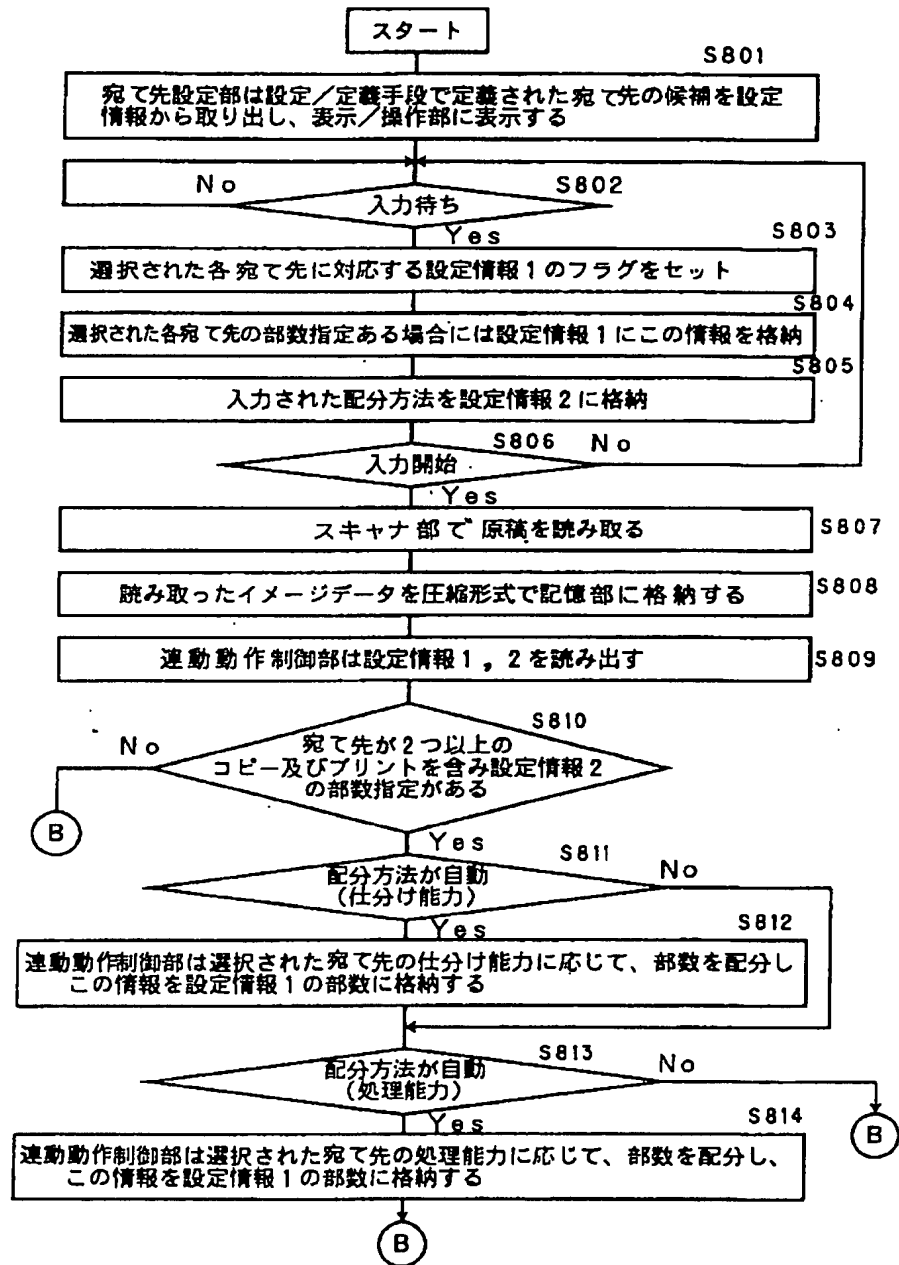 スタート
S801
宛て先設定部は設定／定義手段で定義された宛て先の候補を設定
情報から取り出し、表示／操作部に表示する
No
S802
入力待ち
Yes
S803
選択された各宛て先に対応する設定情報1のフラグをセット
S804
選択された各宛て先の部数指定ある場合には設定情報1にこの情報を格納
S805
入力された配分方法を設定情報2に格納
S806
No
入力開始
Yes
スキャナ部で原稿を読み取る
S807
読み取ったイメージデータを圧縮形式で記憶部に格納する
S808
連動動作制御部は設定情報1，2を読み出す
S809
S810
No
宛て先が2つ以上の
コピー及びプリントを含み設定情報2
の部数指定がある
B
Yes
S811
配分方法が自動
（仕分け能力）
No
Yes
S812
連動動作制御部は選択された宛て先の仕分け能力に応じて、部数を配分し
この情報を設定情報1の部数に格納する
S813
配分方法が自動
（処理能力）
No
Yes
S814
B
連動動作制御部は選択された宛て先の処理能力に応じて、部数を配分し、
この情報を設定情報1の部数に格納する
B